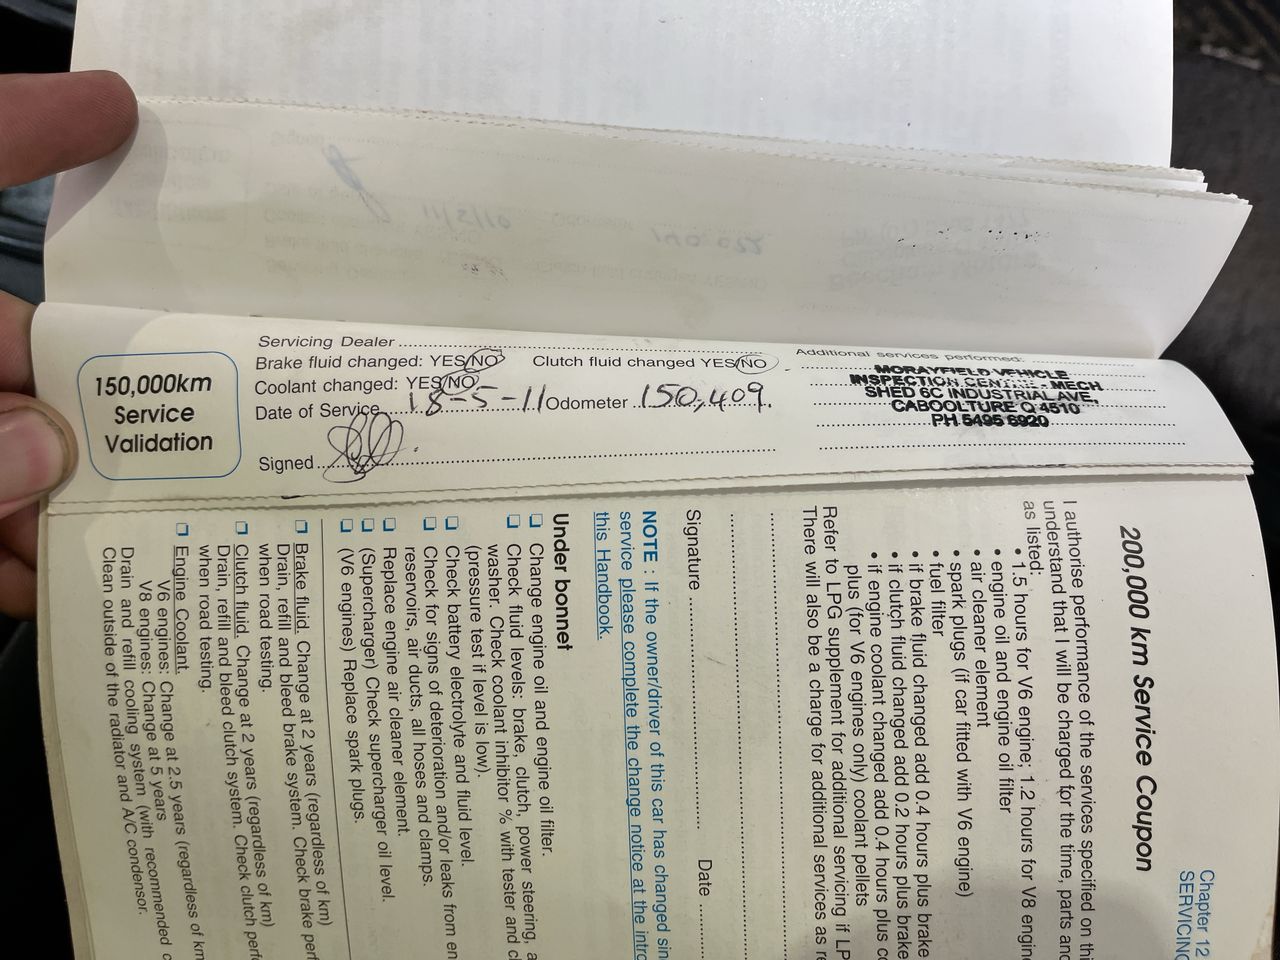 150,000km
Service
Validation
Servicing Dealer
Brake fluid changed: YES/NO Clutch fluid changed YES/NO
Coolant changed: YES/NO
Date of Service 18-5-11 Odometer 150,409.
Signed
Additional services performed:
MORAYFIELD VEHICLE
INSPECTION CENTRE - MECH
SHED 6C INDUSTRIAL AVE,
CABOOLTURE Q 4510
PH 5495 6920
Chapter 12
SERVICING
200,000 km Service Coupon
I authorise performance of the services specified on thi
understand that I will be charged for the time, parts and
as listed:
• 1.5 hours for V6 engine; 1.2 hours for V8 engin
• engine oil and engine oil filter
• air cleaner element
• spark plugs (if car fitted with V6 engine)
• fuel filter
• if brake fluid changed add 0.4 hours plus brake
• if clutch fluid changed add 0.2 hours plus brake
• if engine coolant changed add 0.4 hours plus c
plus (for V6 engines only) coolant pellets
Refer to LPG supplement for additional servicing if LP
There will also be a charge for additional services as re
Signature Date
NOTE : If the owner/driver of this car has changed sin
service please complete the change notice at the intro
this Handbook.
Under bonnet
❑ Change engine oil and engine oil filter.
❑ Check fluid levels: brake, clutch, power steering, a
washer. Check coolant inhibitor % with tester and cl
(pressure test if level is low).
❑ Check battery electrolyte and fluid level.
❑ Check for signs of deterioration and/or leaks from en
reservoirs, air ducts, all hoses and clamps.
❑ Replace engine air cleaner element.
❑ (Supercharger) Check supercharger oil level.
❑ (V6 engines) Replace spark plugs.
❑ Brake fluid. Change at 2 years (regardless of km)
Drain, refill and bleed brake system. Check brake perf
when road testing.
❑ Clutch fluid. Change at 2 years (regardless of km)
Drain, refill and bleed clutch system. Check clutch perfo
when road testing.
❑ Engine Coolant.
V6 engines: Change at 2.5 years (regardless of km
V8 engines: Change at 5 years
Drain and refill cooling system (with recommended c
Clean outside of the radiator and A/C condensor.